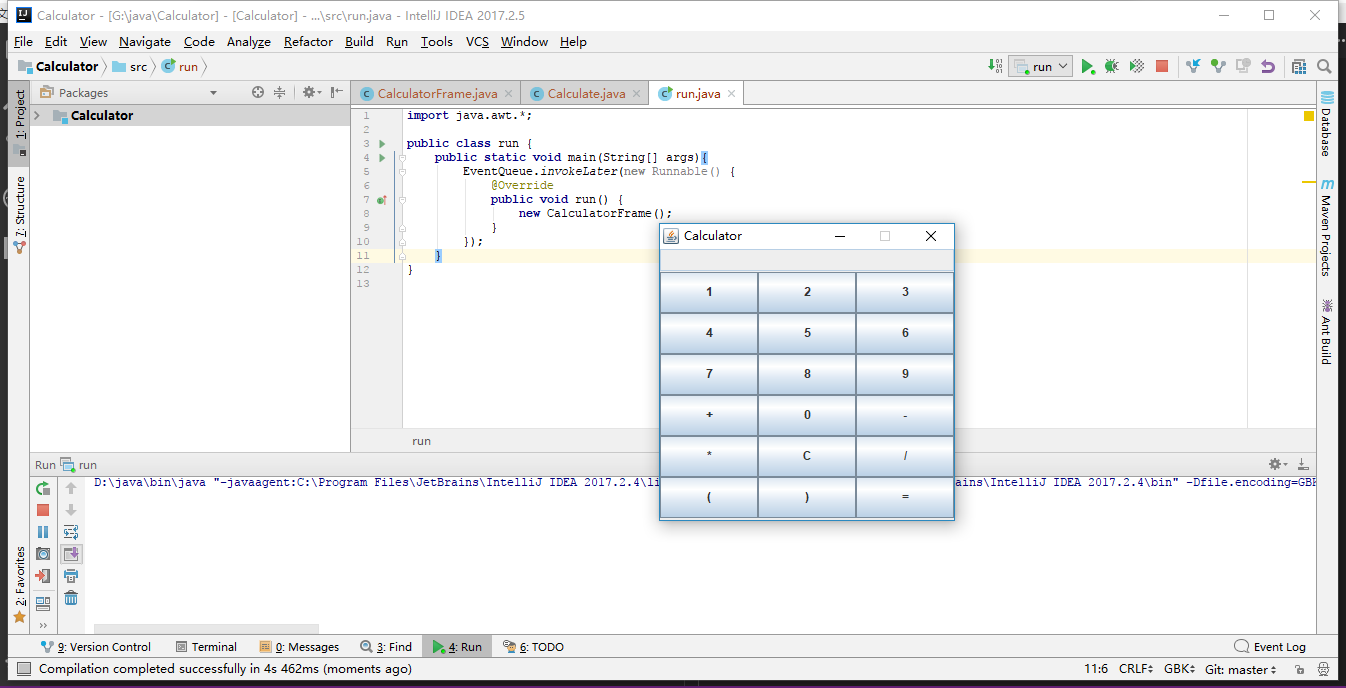 Calculator - [G:\java\Calculator] - [Calculator] - ...\src\run.java - IntelliJ IDEA 2017.2.5
File Edit View Navigate Code Analyze Refactor Build Run Tools VCS Window Help
Calculator src run
run
1: Project
7: Structure
2: Favorites
Packages
Calculator
CalculatorFrame.java Calculate.java run.java
1 import java.awt.*;
2
3 public class run {
4 public static void main(String[] args){
5 EventQueue.invokeLater(new Runnable() {
6 @Override
7 public void run() {
8 new CalculatorFrame();
9 }
10 });
11 }
12 }
13
run
Database
Maven Projects
Ant Build
Calculator
1 2 3
4 5 6
7 8 9
+ 0 -
* C /
( ) =
Run run
D:\java\bin\java "-javaagent:C:\Program Files\JetBrains\IntelliJ IDEA 2017.2.4\li ains\IntelliJ IDEA 2017.2.4\bin" -Dfile.encoding=GBK
9: Version Control Terminal 0: Messages 3: Find 4: Run 6: TODO Event Log
Compilation completed successfully in 4s 462ms (moments ago) 11:6 CRLF GBK Git: master